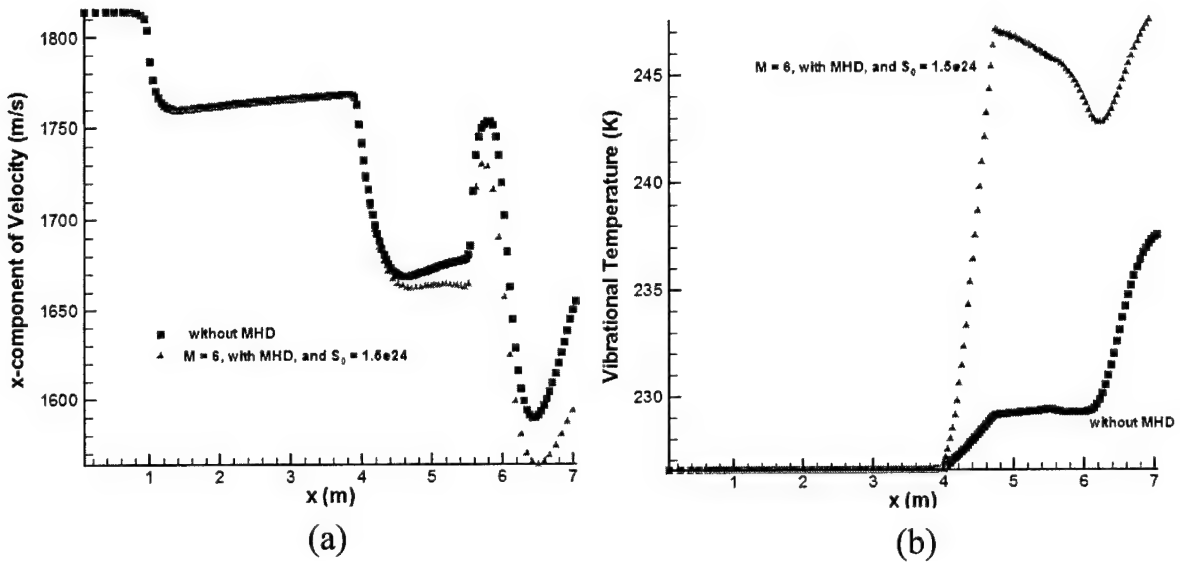 x-component of Velocity (m/s)
1800
1750
1700
1650
1600
without MHD
M = 6, with MHD, and S₀ = 1.5e24
1 2 3 4 5 6 7
x (m)
(a)
Vibrational Temperature (K)
245
240
235
230
M = 6, with MHD, and S₀ = 1.5e24
without MHD
1 2 3 4 5 6 7
x (m)
(b)